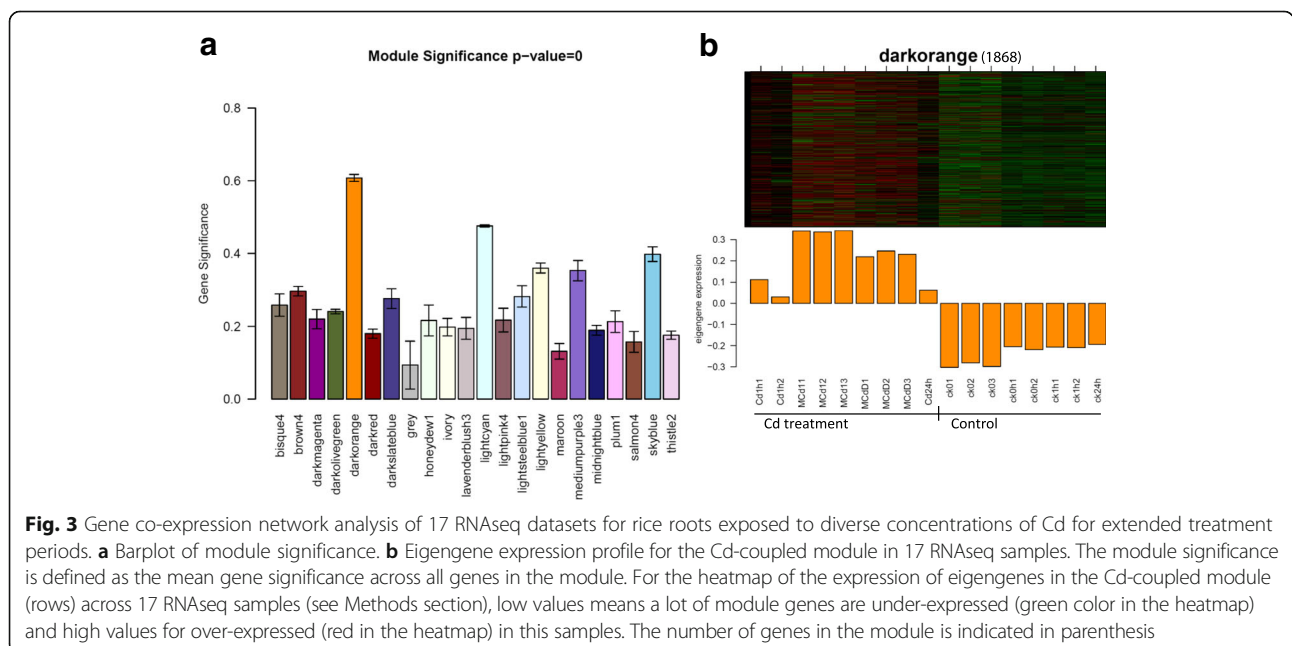 a
Module Significance p−value=0
Gene Significance
0.8
0.6
0.4
0.2
0.0
bisque4
brown4
darkmagenta
darkolivegreen
darkorange
darkred
darkslateblue
grey
honeydew1
ivory
lavenderblush3
lightcyan
lightpink4
lightsteelblue1
lightyellow
maroon
mediumpurple3
midnightblue
plum1
salmon4
skyblue
thistle2
b
darkorange (1868)
eigengene expression
0.3
0.2
0.1
0.0
−0.1
−0.2
−0.3
Cd1h1
Cd1h2
MCd11
MCd12
MCd13
MCdD1
MCdD2
MCdD3
Cd24h
ck01
ck02
ck03
ck0h1
ck0h2
ck1h1
ck1h2
ck24h
Cd treatment
Control
Fig. 3 Gene co-expression network analysis of 17 RNAseq datasets for rice roots exposed to diverse concentrations of Cd for extended treatment
periods. a Barplot of module significance. b Eigengene expression profile for the Cd-coupled module in 17 RNAseq samples. The module significance
is defined as the mean gene significance across all genes in the module. For the heatmap of the expression of eigengenes in the Cd-coupled module
(rows) across 17 RNAseq samples (see Methods section), low values means a lot of module genes are under-expressed (green color in the heatmap)
and high values for over-expressed (red in the heatmap) in this samples. The number of genes in the module is indicated in parenthesis